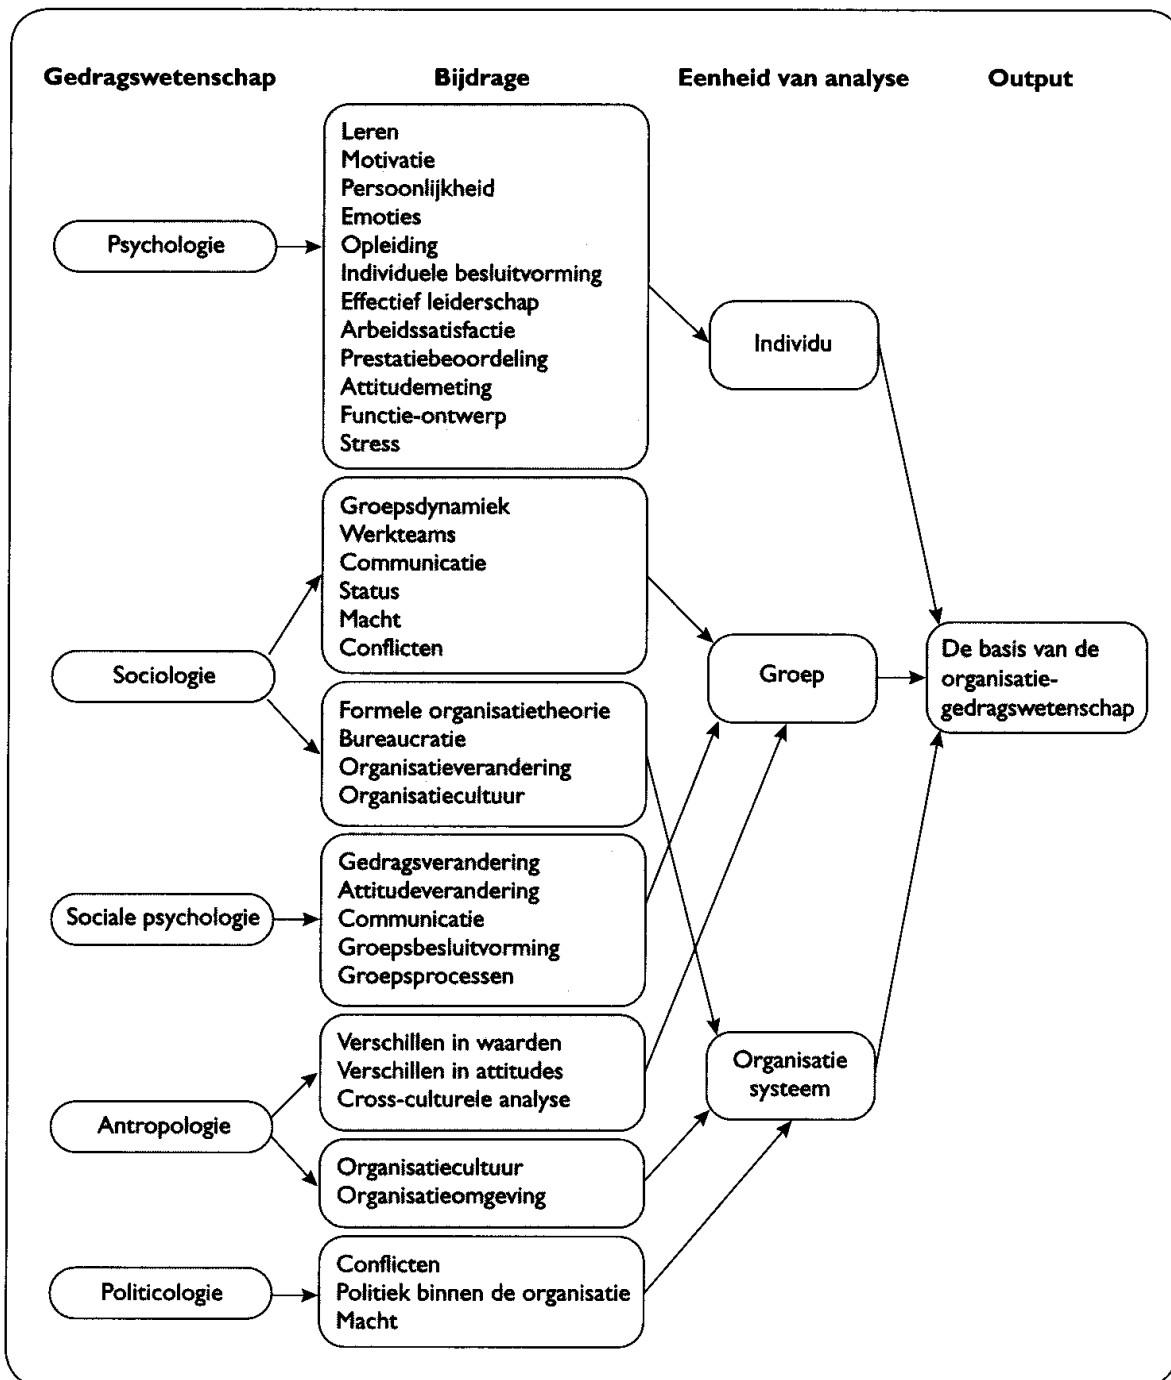 Gedragswetenschap
Bijdrage
Eenheid van analyse
Output
Psychologie
Leren
Motivatie
Persoonlijkheid
Emoties
Opleiding
Individuele besluitvorming
Effectief leiderschap
Arbeidssatisfactie
Prestatiebeoordeling
Attitudemeting
Functie-ontwerp
Stress
Individu
Sociologie
Groepsdynamiek
Werkteams
Communicatie
Status
Macht
Conflicten
Formele organisatietheorie
Bureaucratie
Organisatieverandering
Organisatiecultuur
Groep
De basis van de
organisatie-
gedragswetenschap
Sociale psychologie
Gedragsverandering
Attitudeverandering
Communicatie
Groepsbesluitvorming
Groepsprocessen
Antropologie
Verschillen in waarden
Verschillen in attitudes
Cross-culturele analyse
Organisatiecultuur
Organisatieomgeving
Organisatie
systeem
Politicologie
Conflicten
Politiek binnen de organisatie
Macht